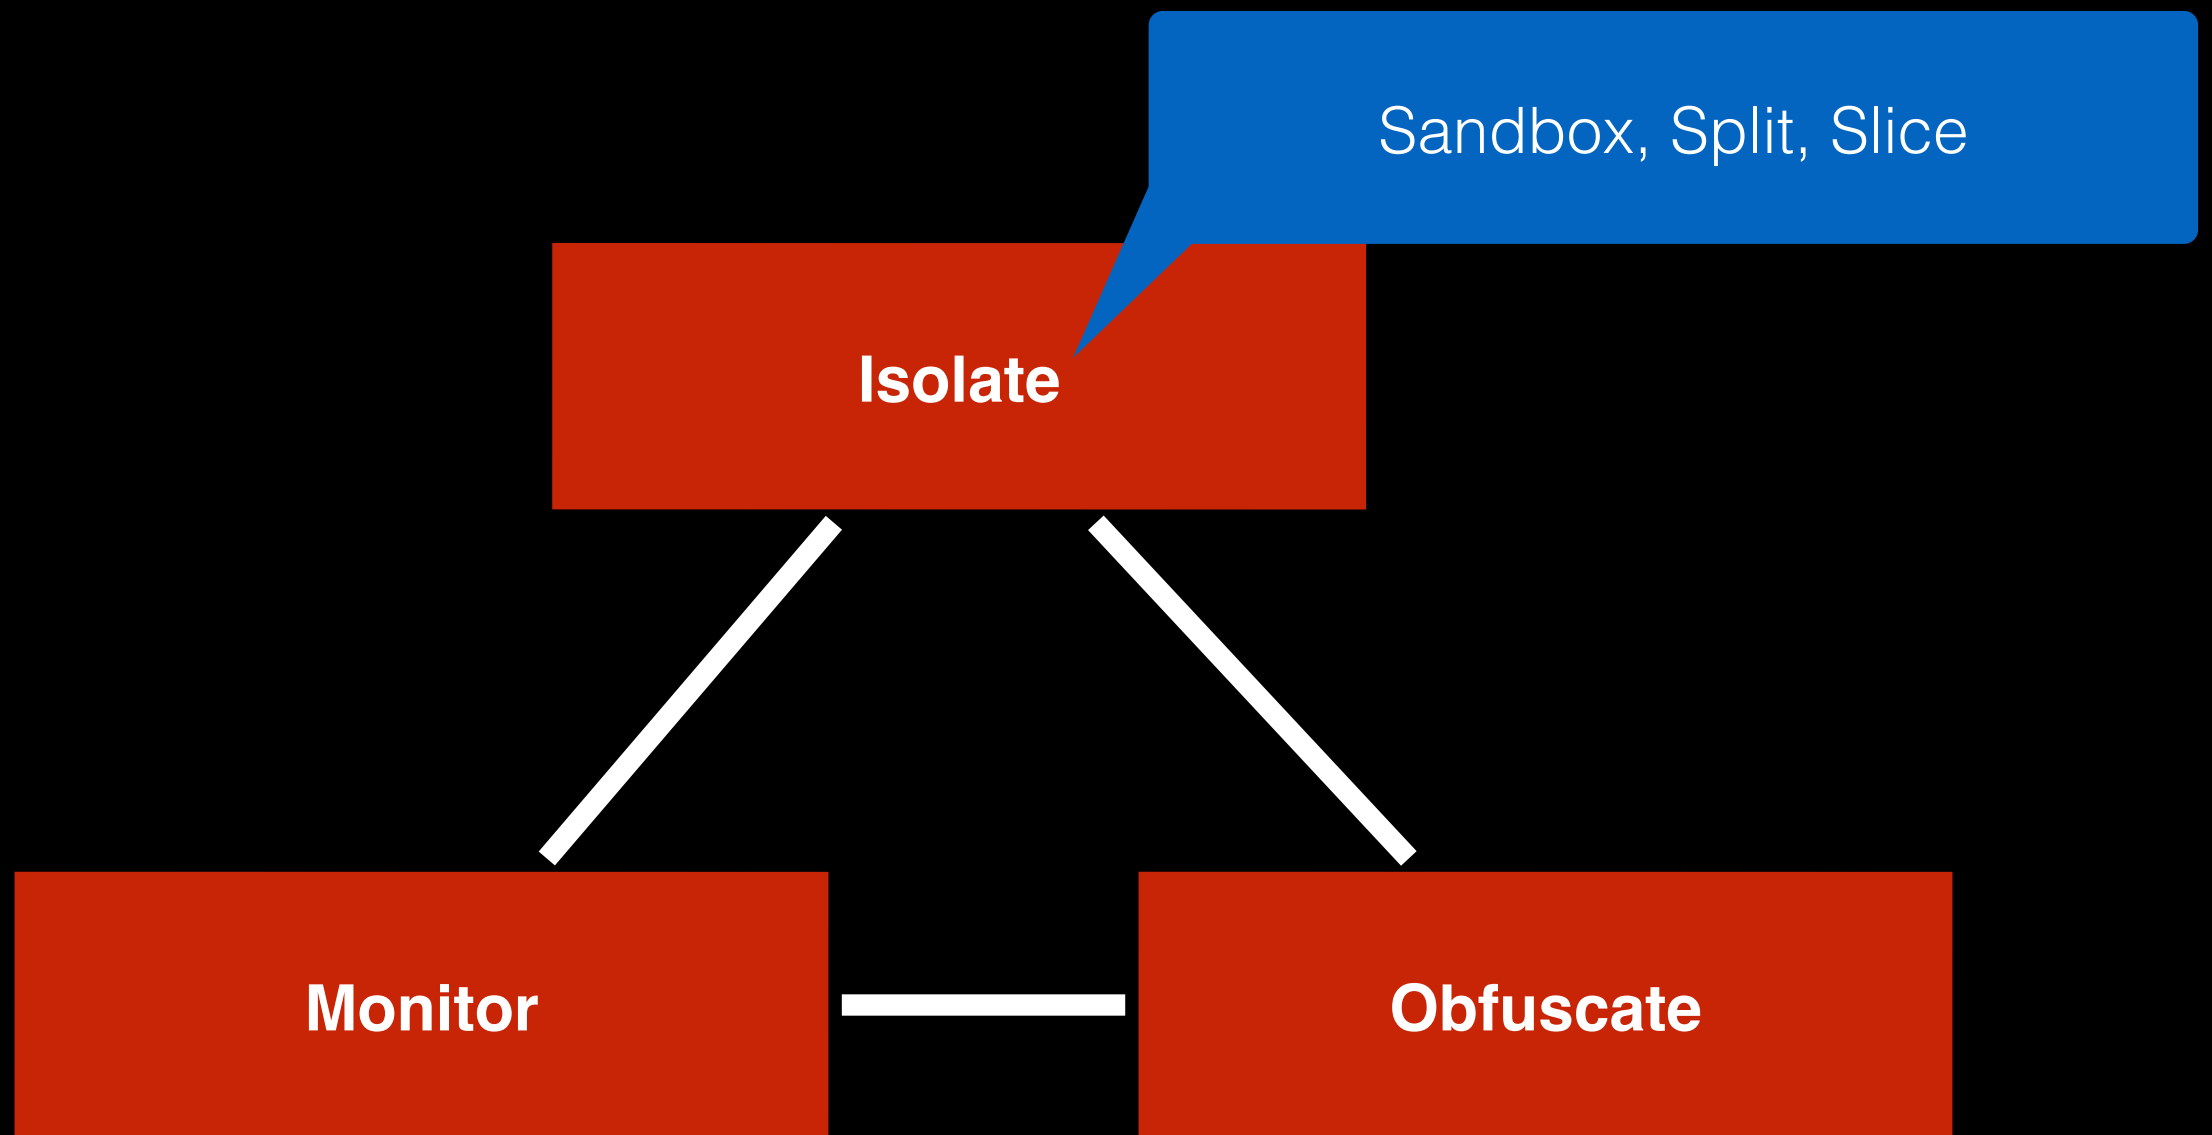 Sandbox, Split, Slice
Isolate
Monitor
Obfuscate